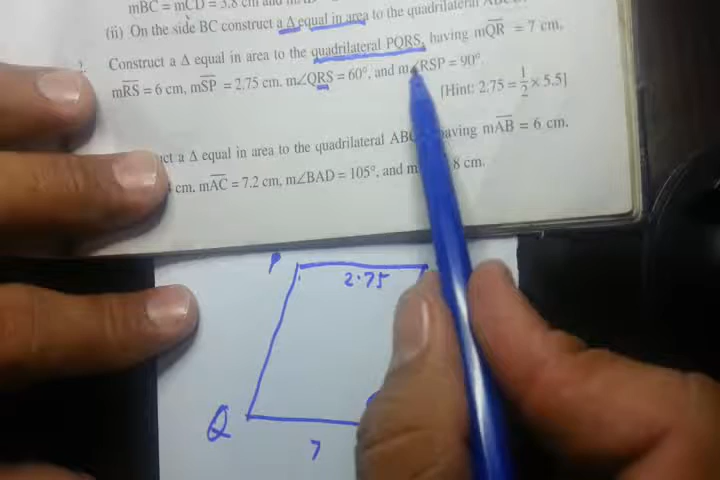 mBC = mCD = 3.8 cm and m
(ii) On the side BC construct a Δ equal in area to the quadrilateral ABC
Construct a Δ equal in area to the quadrilateral PQRS, having mQR = 7 cm,
mRS = 6 cm, mSP = 2.75 cm, m∠QRS = 60°, and m∠RSP = 90°.
[Hint: 2.75 = 1/2 × 5.5]
ct a Δ equal in area to the quadrilateral ABC having mAB = 6 cm,
cm, mAC = 7.2 cm, m∠BAD = 105°, and m 8 cm.
P
2.75
Q
7